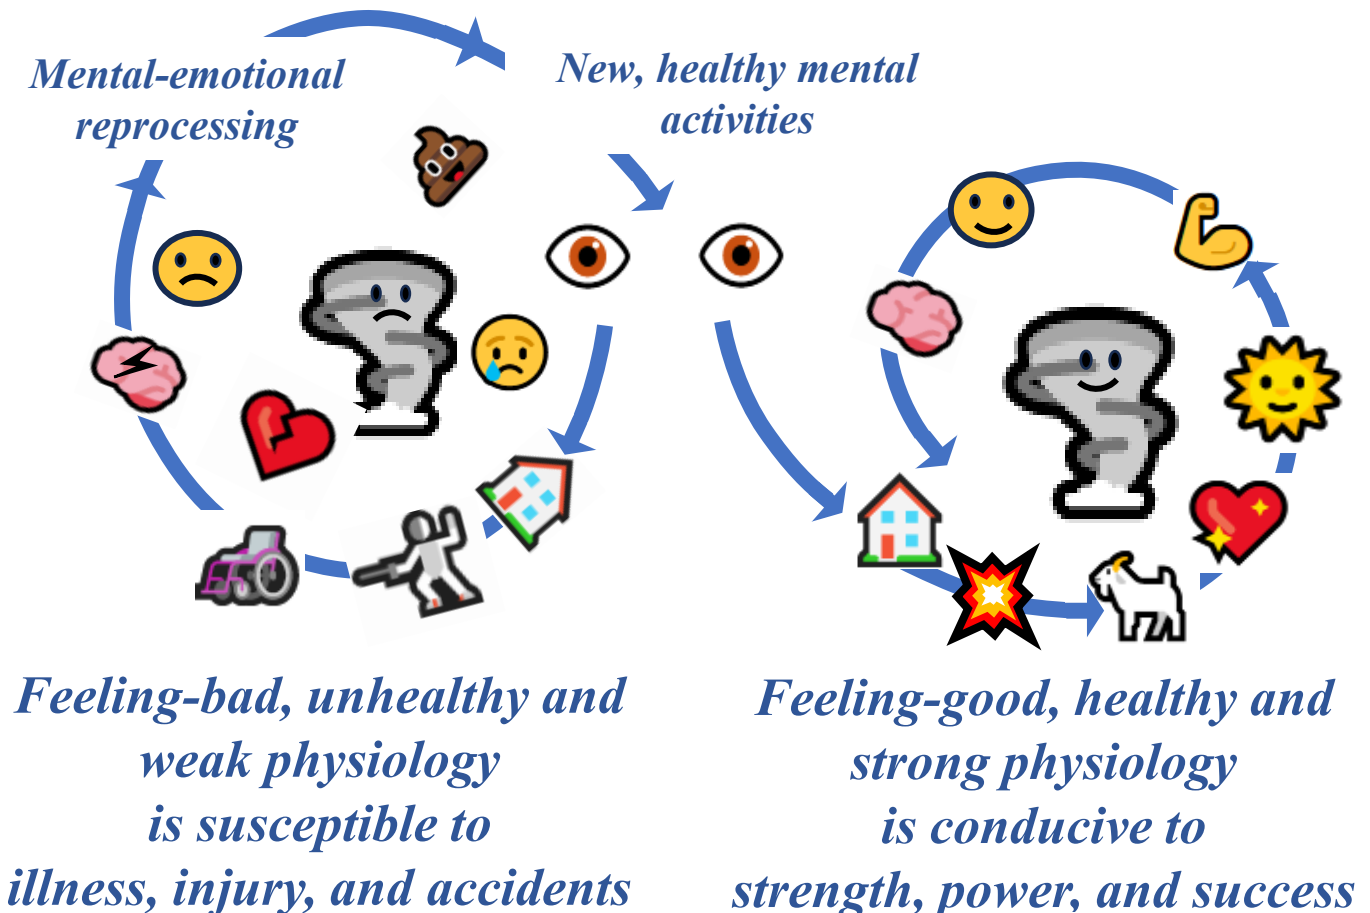 Mental-emotional
reprocessing
New, healthy mental
activities
Feeling-bad, unhealthy and
weak physiology
is susceptible to
illness, injury, and accidents
Feeling-good, healthy and
strong physiology
is conducive to
strength, power, and success